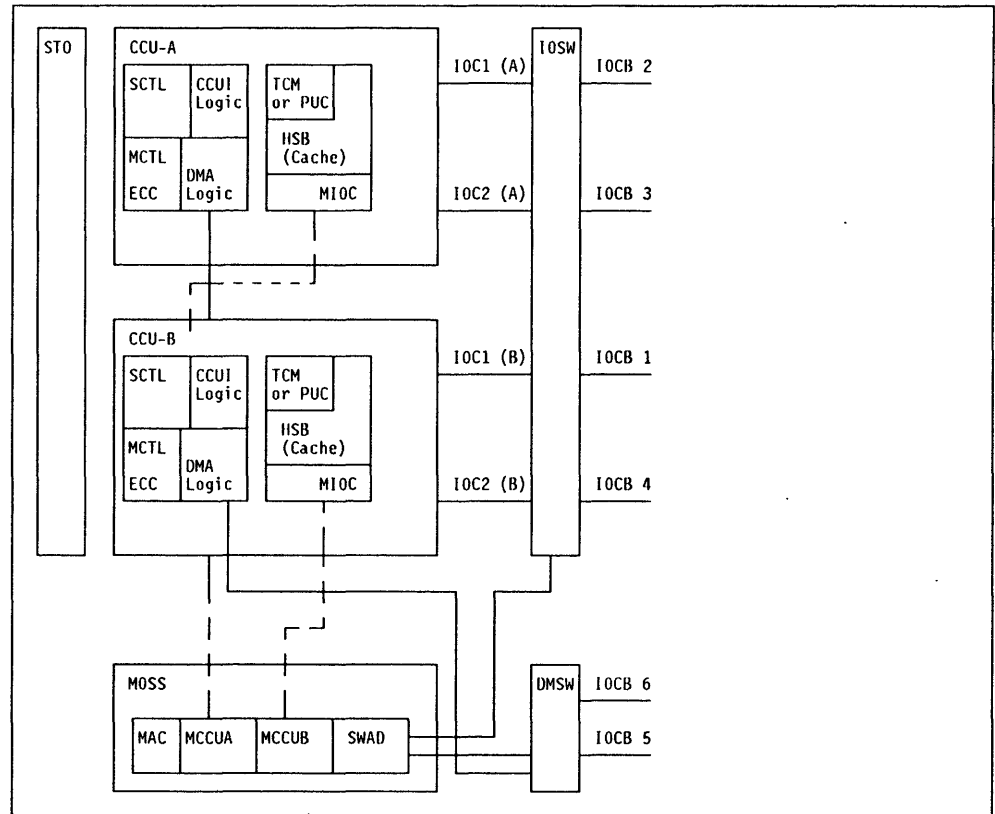 STO
CCU-A
SCTL
CCUI
Logic
MCTL
ECC
DMA
Logic
TCM
or PUC
HSB
(Cache)
MIOC
IOC1 (A)
IOC2 (A)
IOSW
IOCB 2
IOCB 3
CCU-B
SCTL
CCUI
Logic
MCTL
ECC
DMA
Logic
TCM
or PUC
HSB
(Cache)
MIOC
IOC1 (B)
IOC2 (B)
IOCB 1
IOCB 4
MOSS
MAC
MCCUA
MCCUB
SWAD
DMSW
IOCB 6
IOCB 5